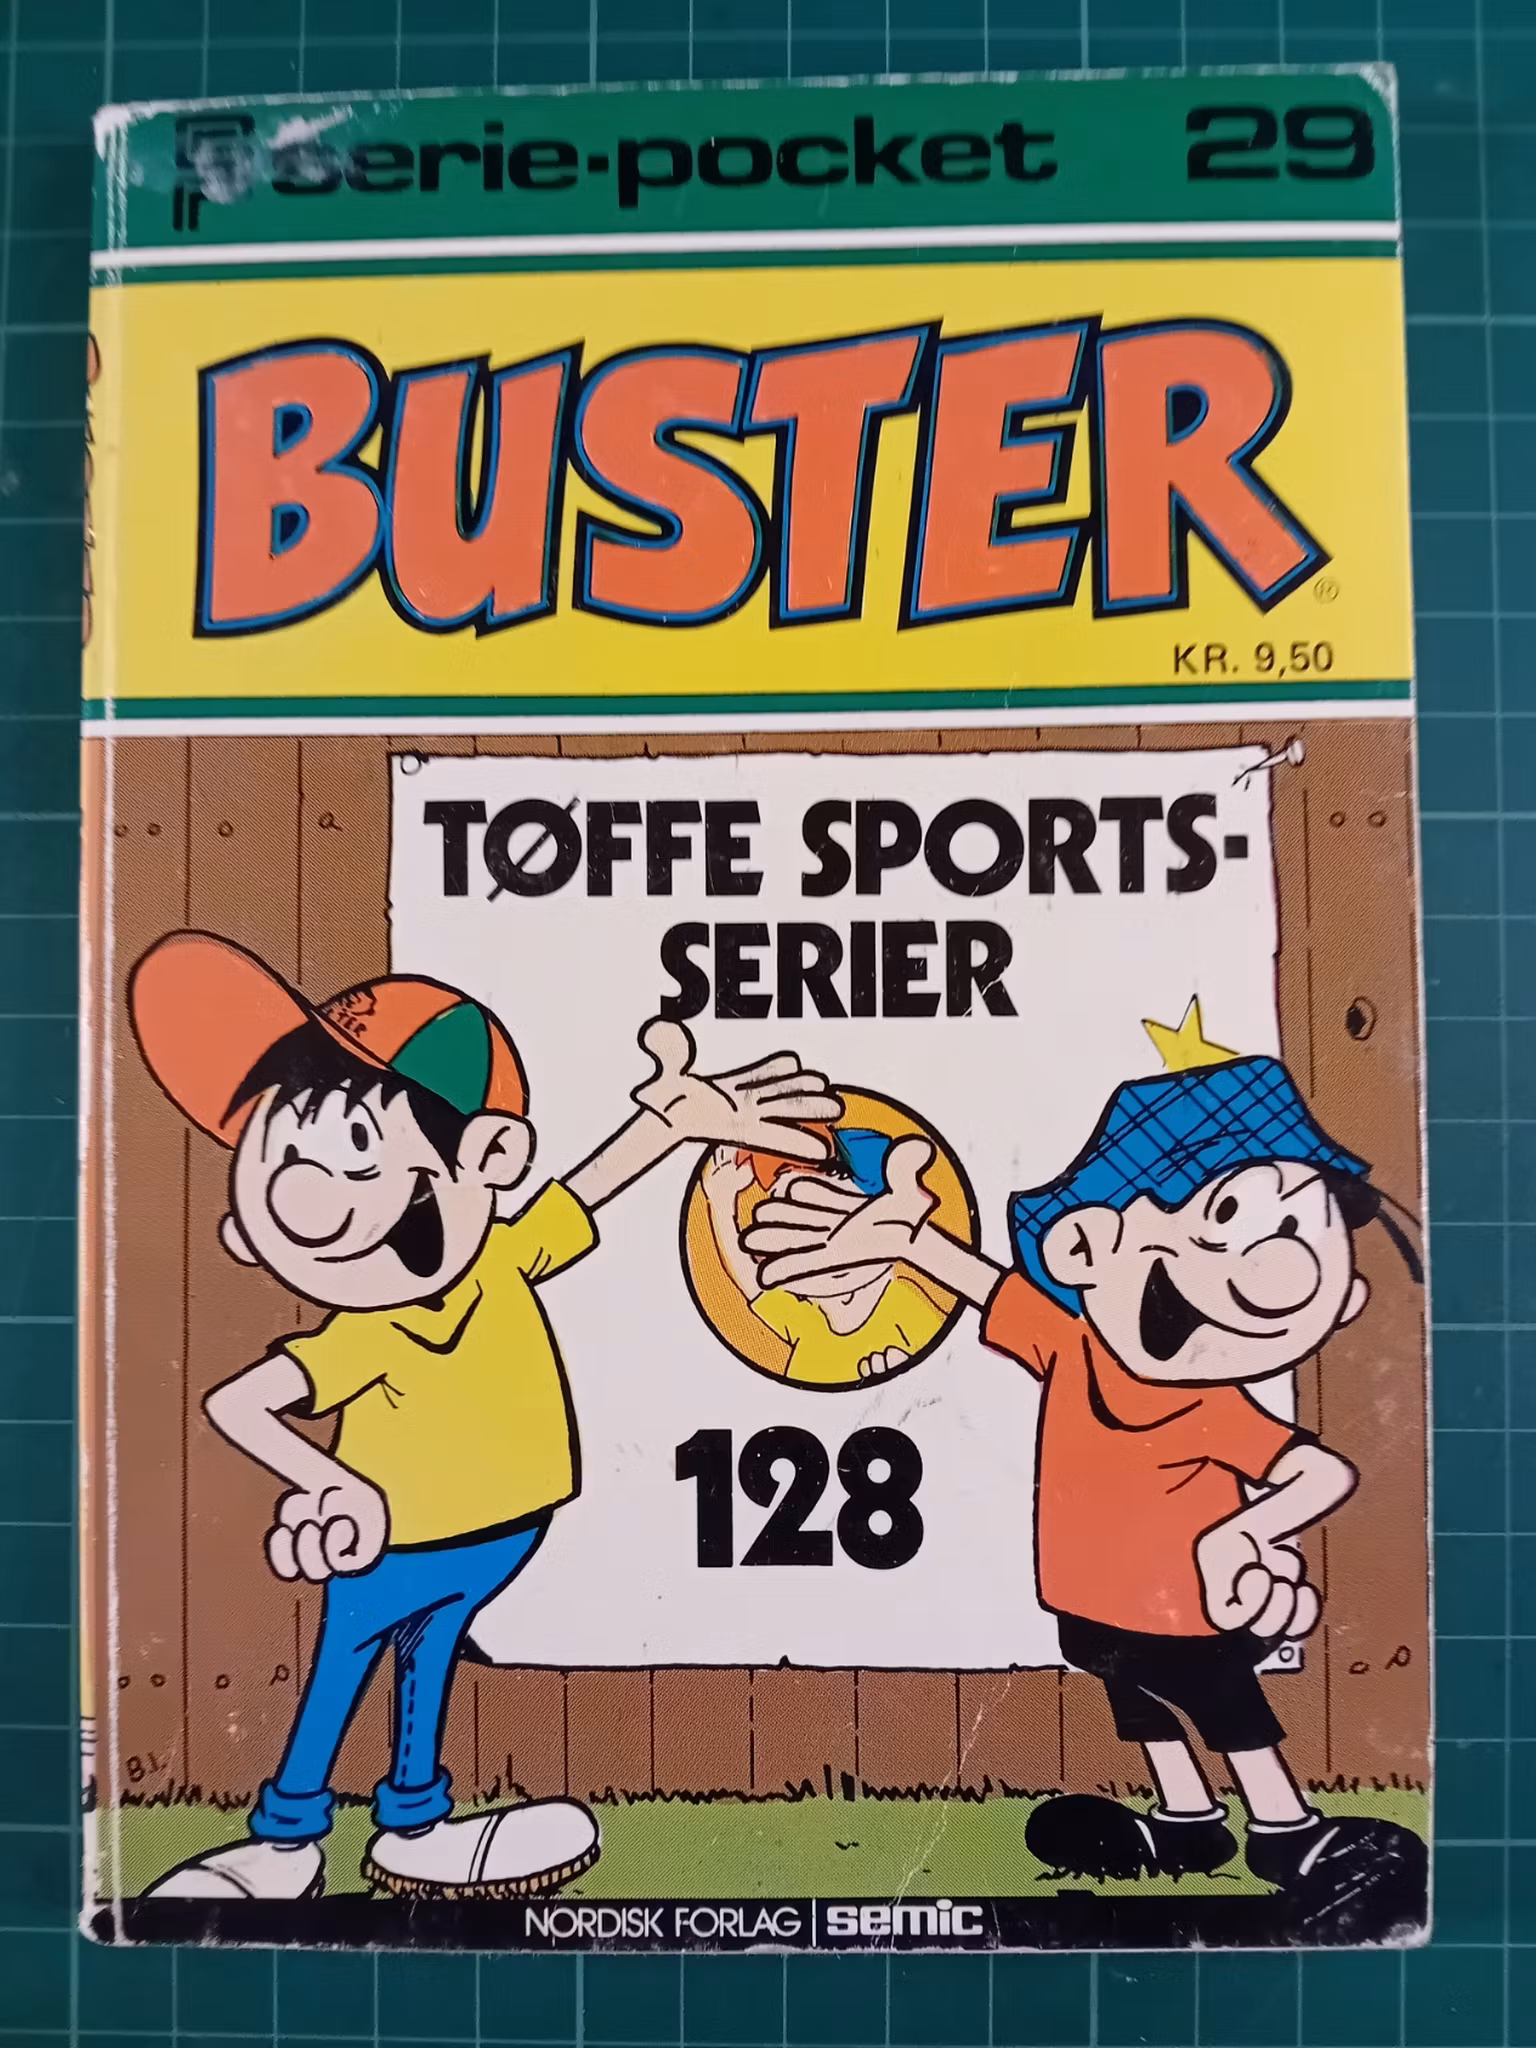 serie-pocket 29
BUSTER
®
KR. 9,50
TØFFE SPORTS-
SERIER
128
B.I.
NORDISK FORLAG | semic